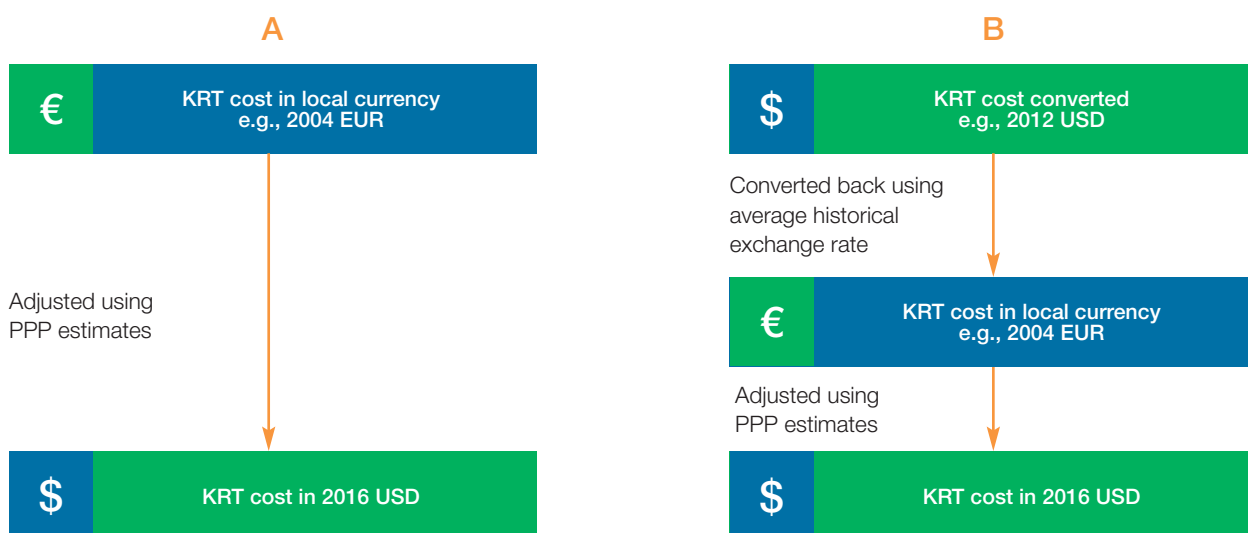 A
€
KRT cost in local currency
e.g., 2004 EUR
Adjusted using
PPP estimates
$
KRT cost in 2016 USD
B
$
KRT cost converted
e.g., 2012 USD
Converted back using
average historical
exchange rate
€
KRT cost in local currency
e.g., 2004 EUR
Adjusted using
PPP estimates
$
KRT cost in 2016 USD